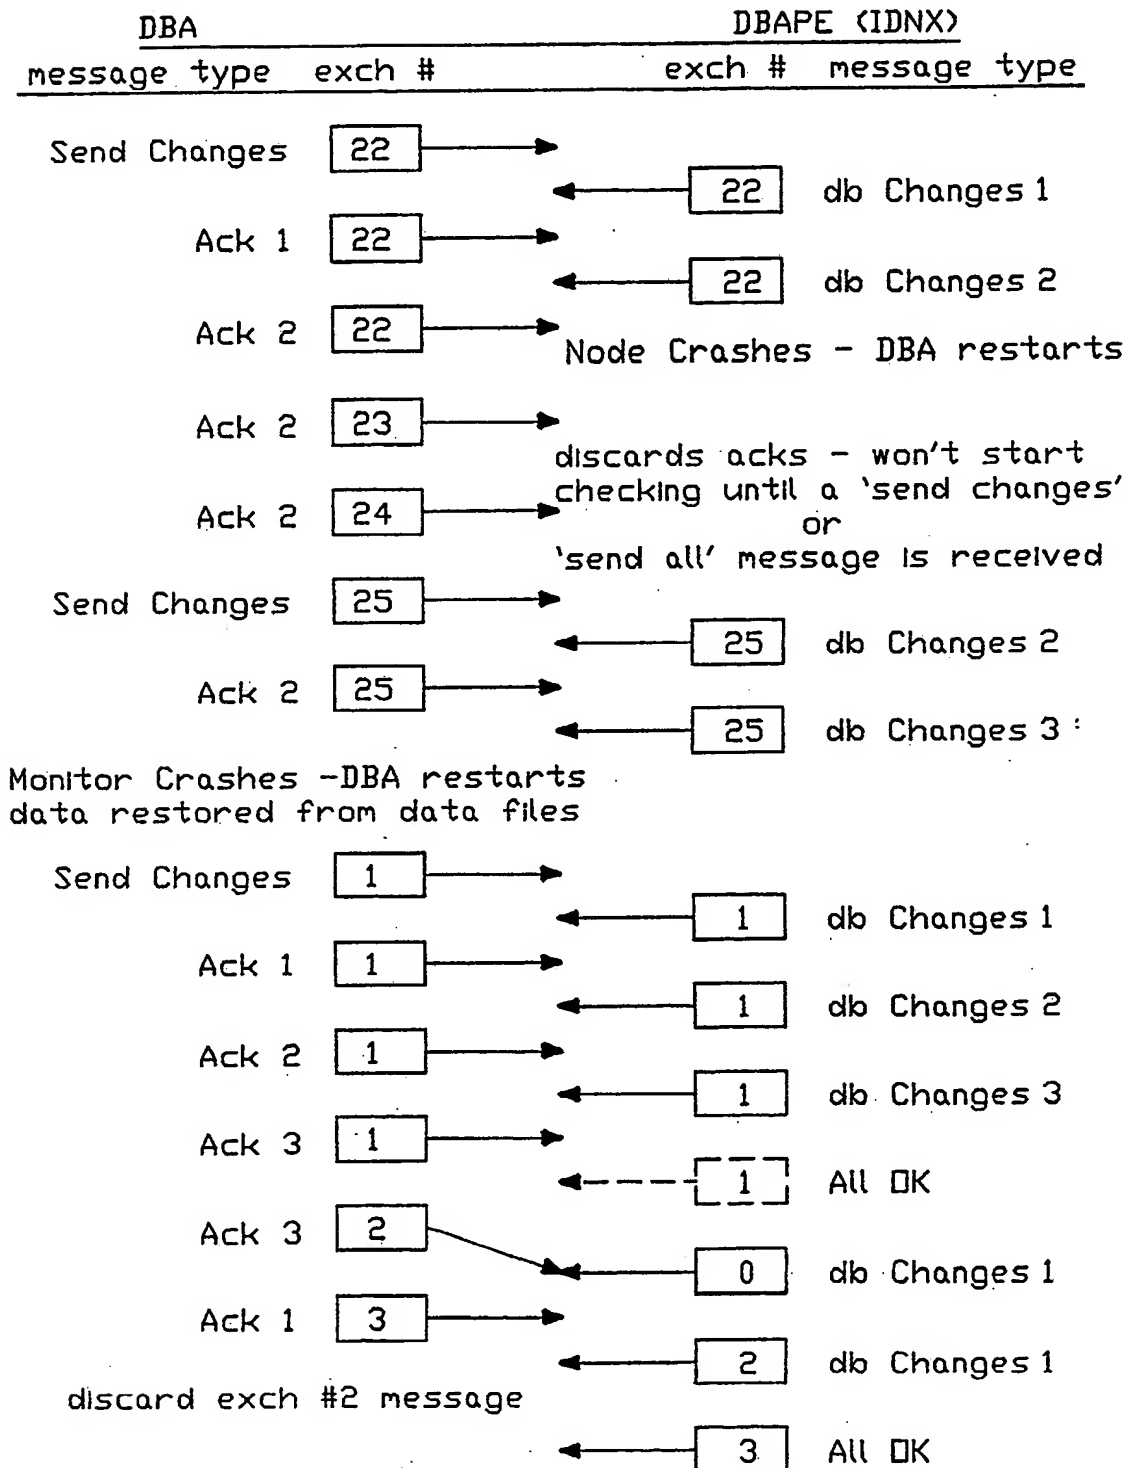 DBA DBAPE (IDNX)
message type exch # exch # message type
Send Changes 22
22 db Changes 1
Ack 1 22
22 db Changes 2
Ack 2 22
Node Crashes - DBA restarts
Ack 2 23
discards acks - won't start
checking until a 'send changes'
Ack 2 24
or
'send all' message is received
Send Changes 25
25 db Changes 2
Ack 2 25
25 db Changes 3
Monitor Crashes -DBA restarts
data restored from data files
Send Changes 1
1 db Changes 1
Ack 1 1
1 db Changes 2
Ack 2 1
1 db Changes 3
Ack 3 1
1 All OK
Ack 3 2
0 db Changes 1
Ack 1 3
2 db Changes 1
discard exch #2 message
3 All OK